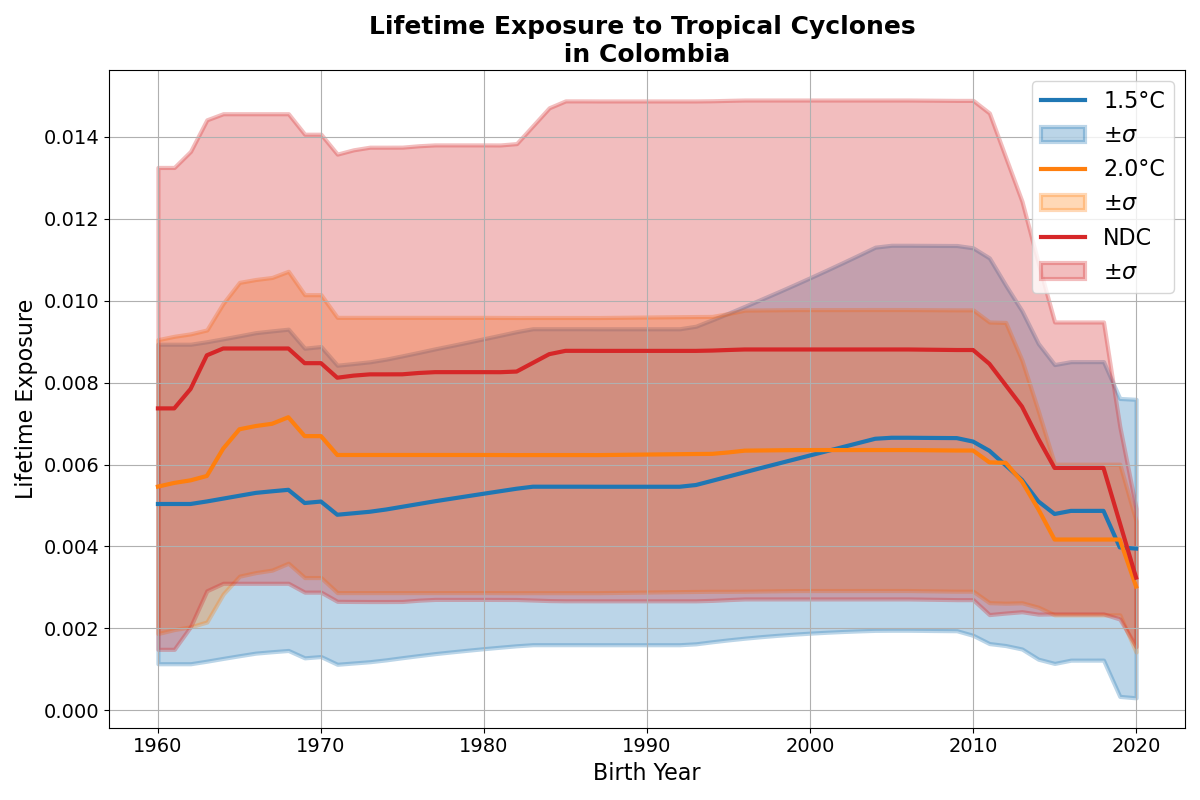 Lifetime Exposure to Tropical Cyclones
in Colombia
1.5°C
±σ
2.0°C
±σ
NDC
±σ
Lifetime Exposure
0.014
0.012
0.010
0.008
0.006
0.004
0.002
0.000
1960 1970 1980 1990 2000 2010 2020
Birth Year